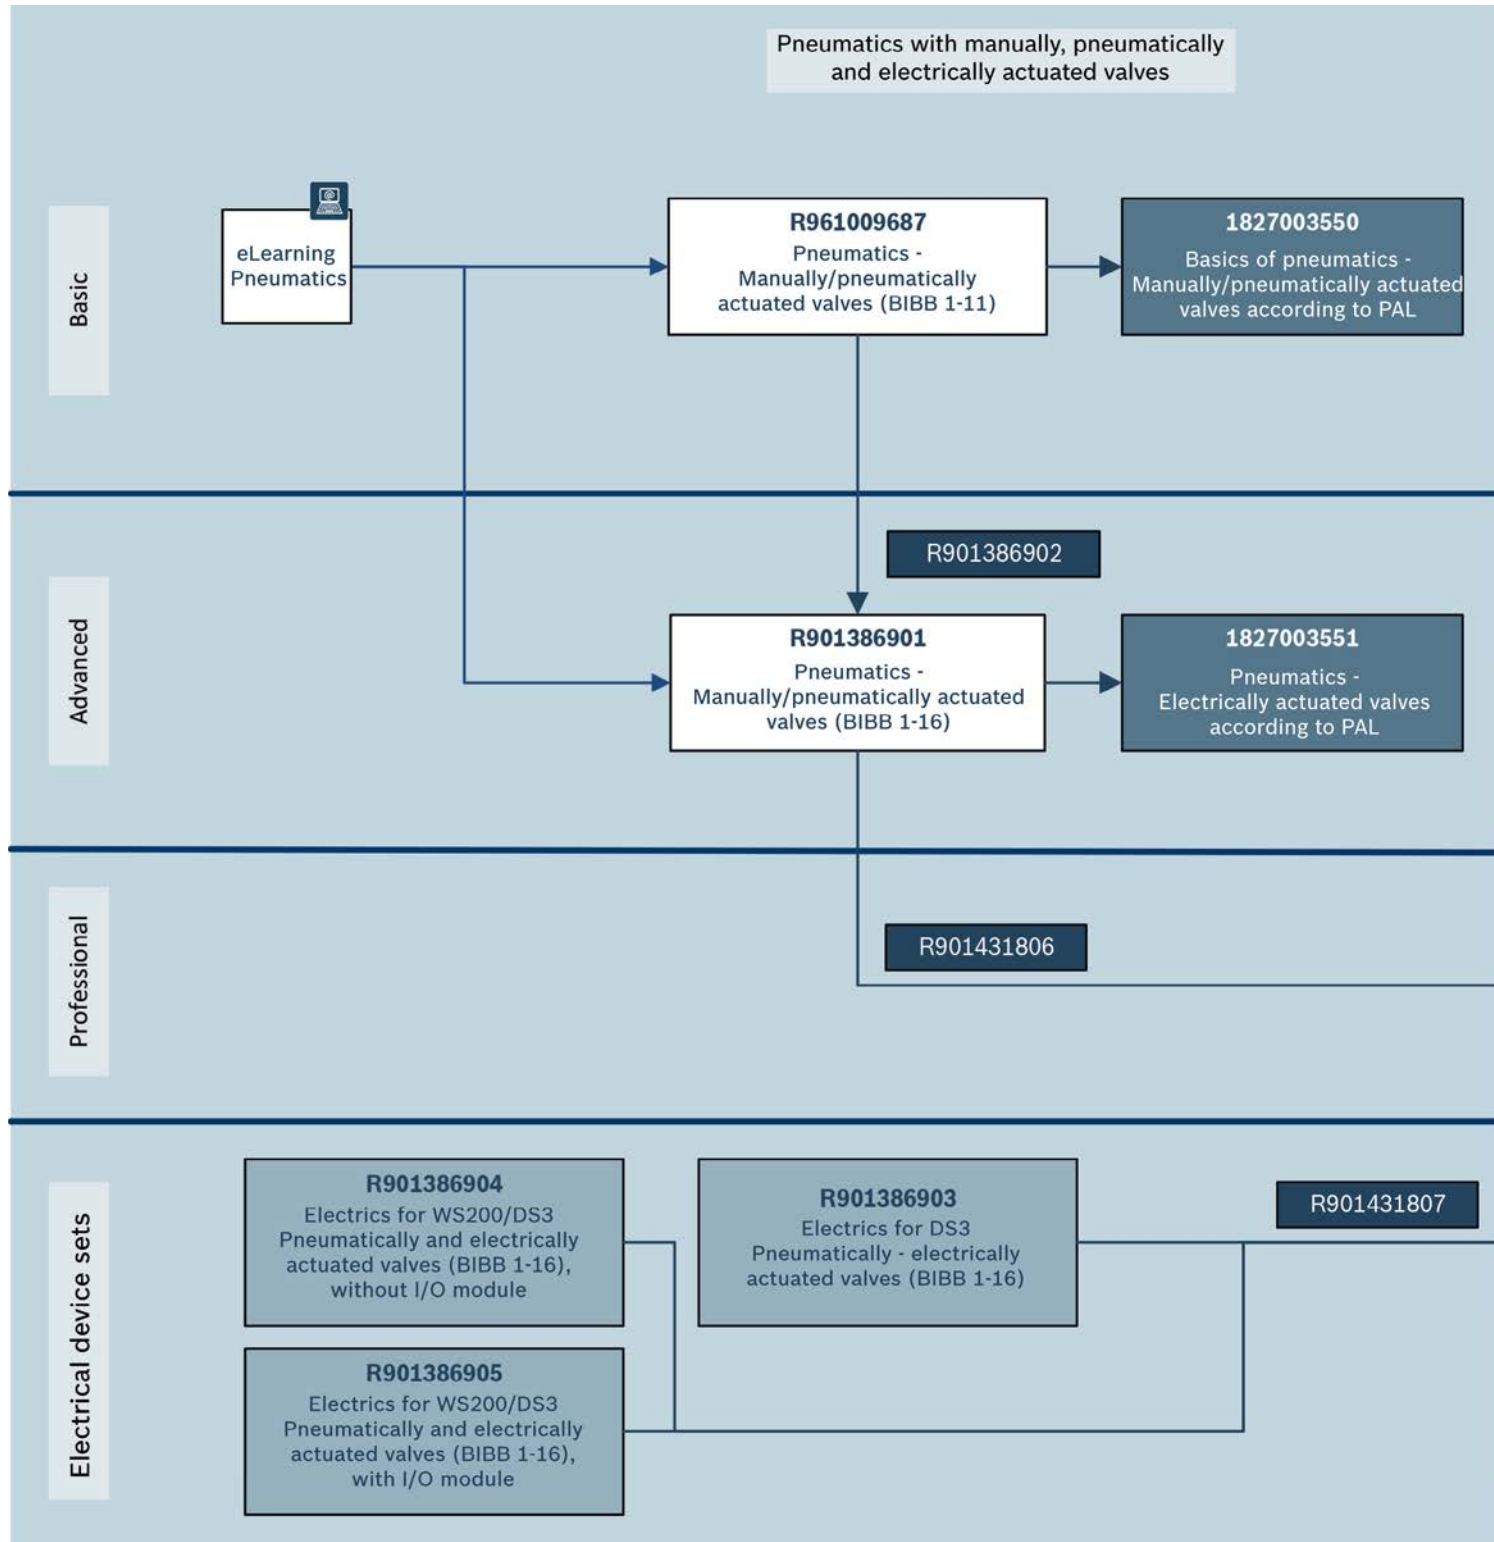 Pneumatics with manually, pneumatically
and electrically actuated valves
Basic
eLearning
Pneumatics
R961009687
Pneumatics -
Manually/pneumatically
actuated valves (BIBB 1-11)
1827003550
Basics of pneumatics -
Manually/pneumatically actuated
valves according to PAL
Advanced
R901386902
R901386901
Pneumatics -
Manually/pneumatically actuated
valves (BIBB 1-16)
1827003551
Pneumatics -
Electrically actuated valves
according to PAL
Professional
R901431806
Electrical device sets
R901386904
Electrics for WS200/DS3
Pneumatically and electrically
actuated valves (BIBB 1-16),
without I/O module
R901386903
Electrics for DS3
Pneumatically - electrically
actuated valves (BIBB 1-16)
R901431807
R901386905
Electrics for WS200/DS3
Pneumatically and electrically
actuated valves (BIBB 1-16),
with I/O module